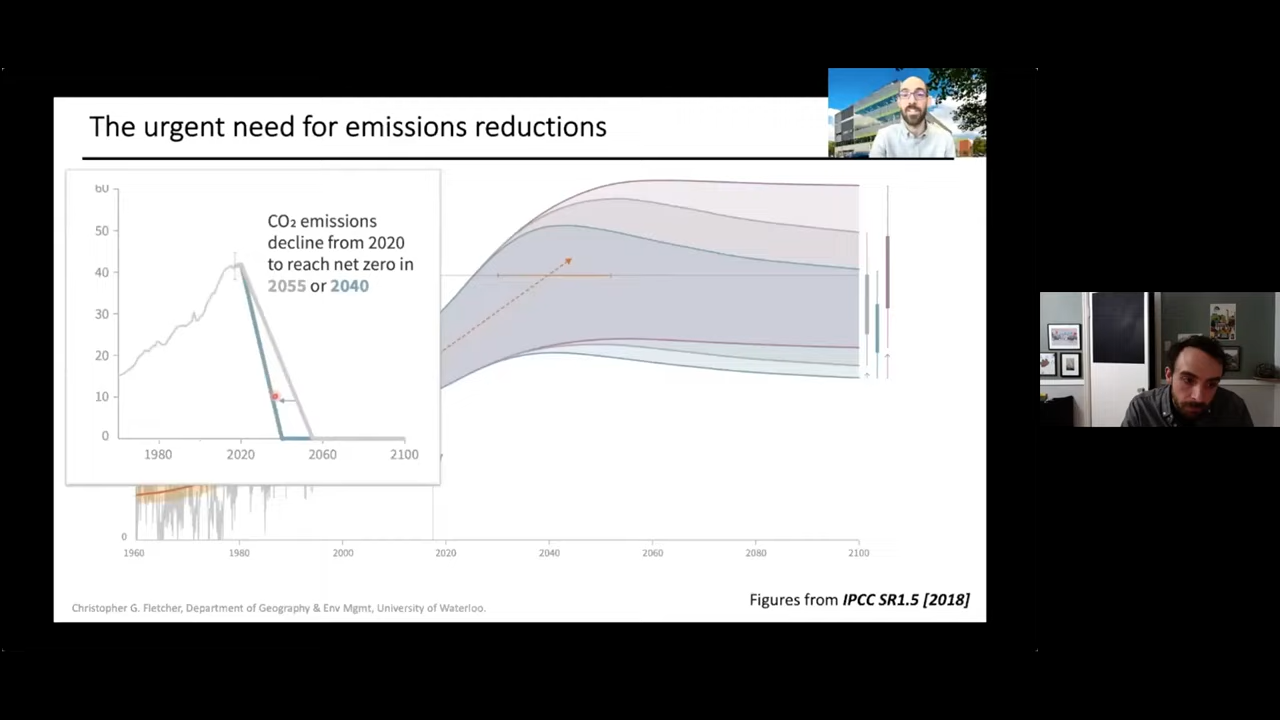 The urgent need for emissions reductions
60
50
40
30
20
10
0
CO₂ emissions
decline from 2020
to reach net zero in
2055 or 2040
1980 2020 2060 2100
0
1960 1980 2000 2020 2040 2060 2080 2100
Figures from IPCC SR1.5 [2018]
Christopher G. Fletcher, Department of Geography & Env Mgmt, University of Waterloo.